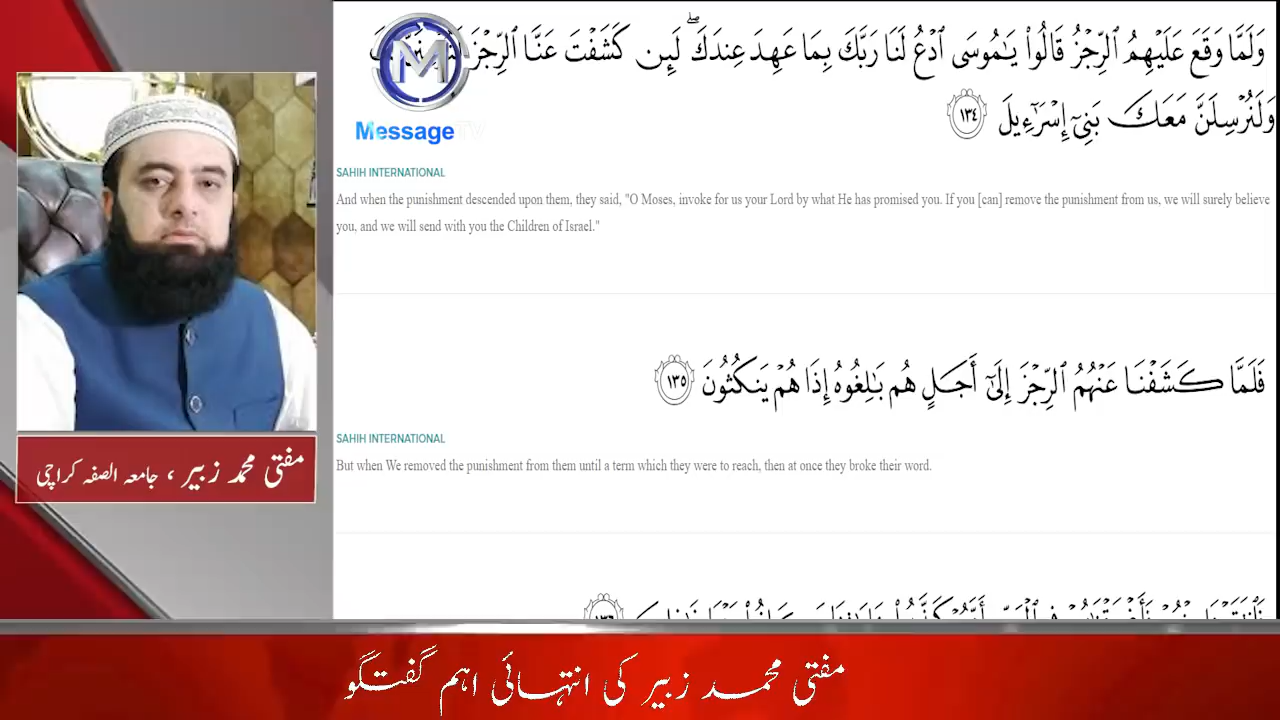 وَلَمَّا وَقَعَ عَلَيْهِمُ ٱلرِّجْزُ قَالُوا۟ يَـٰمُوسَى ٱدْعُ لَنَا رَبَّكَ بِمَا عَهِدَ عِندَكَ ۖ لَئِن كَشَفْتَ عَنَّا ٱلرِّجْزَ
وَلَنُرْسِلَنَّ مَعَكَ بَنِىٓ إِسْرَٰٓءِيلَ ١٣٤
M
Message TV
SAHIH INTERNATIONAL
And when the punishment descended upon them, they said, "O Moses, invoke for us your Lord by what He has promised you. If you [can] remove the punishment from us, we will surely believe
you, and we will send with you the Children of Israel."
فَلَمَّا كَشَفْنَا عَنْهُمُ ٱلرِّجْزَ إِلَىٰٓ أَجَلٍ هُم بَـٰلِغُوهُ إِذَا هُمْ يَنكُثُونَ ١٣٥
SAHIH INTERNATIONAL
But when We removed the punishment from them until a term which they were to reach, then at once they broke their word.
مفتی محمد زبیر ، جامعہ الصفہ کراچی
مفتی محمد زبیر کی انتہائی اہم گفتگو